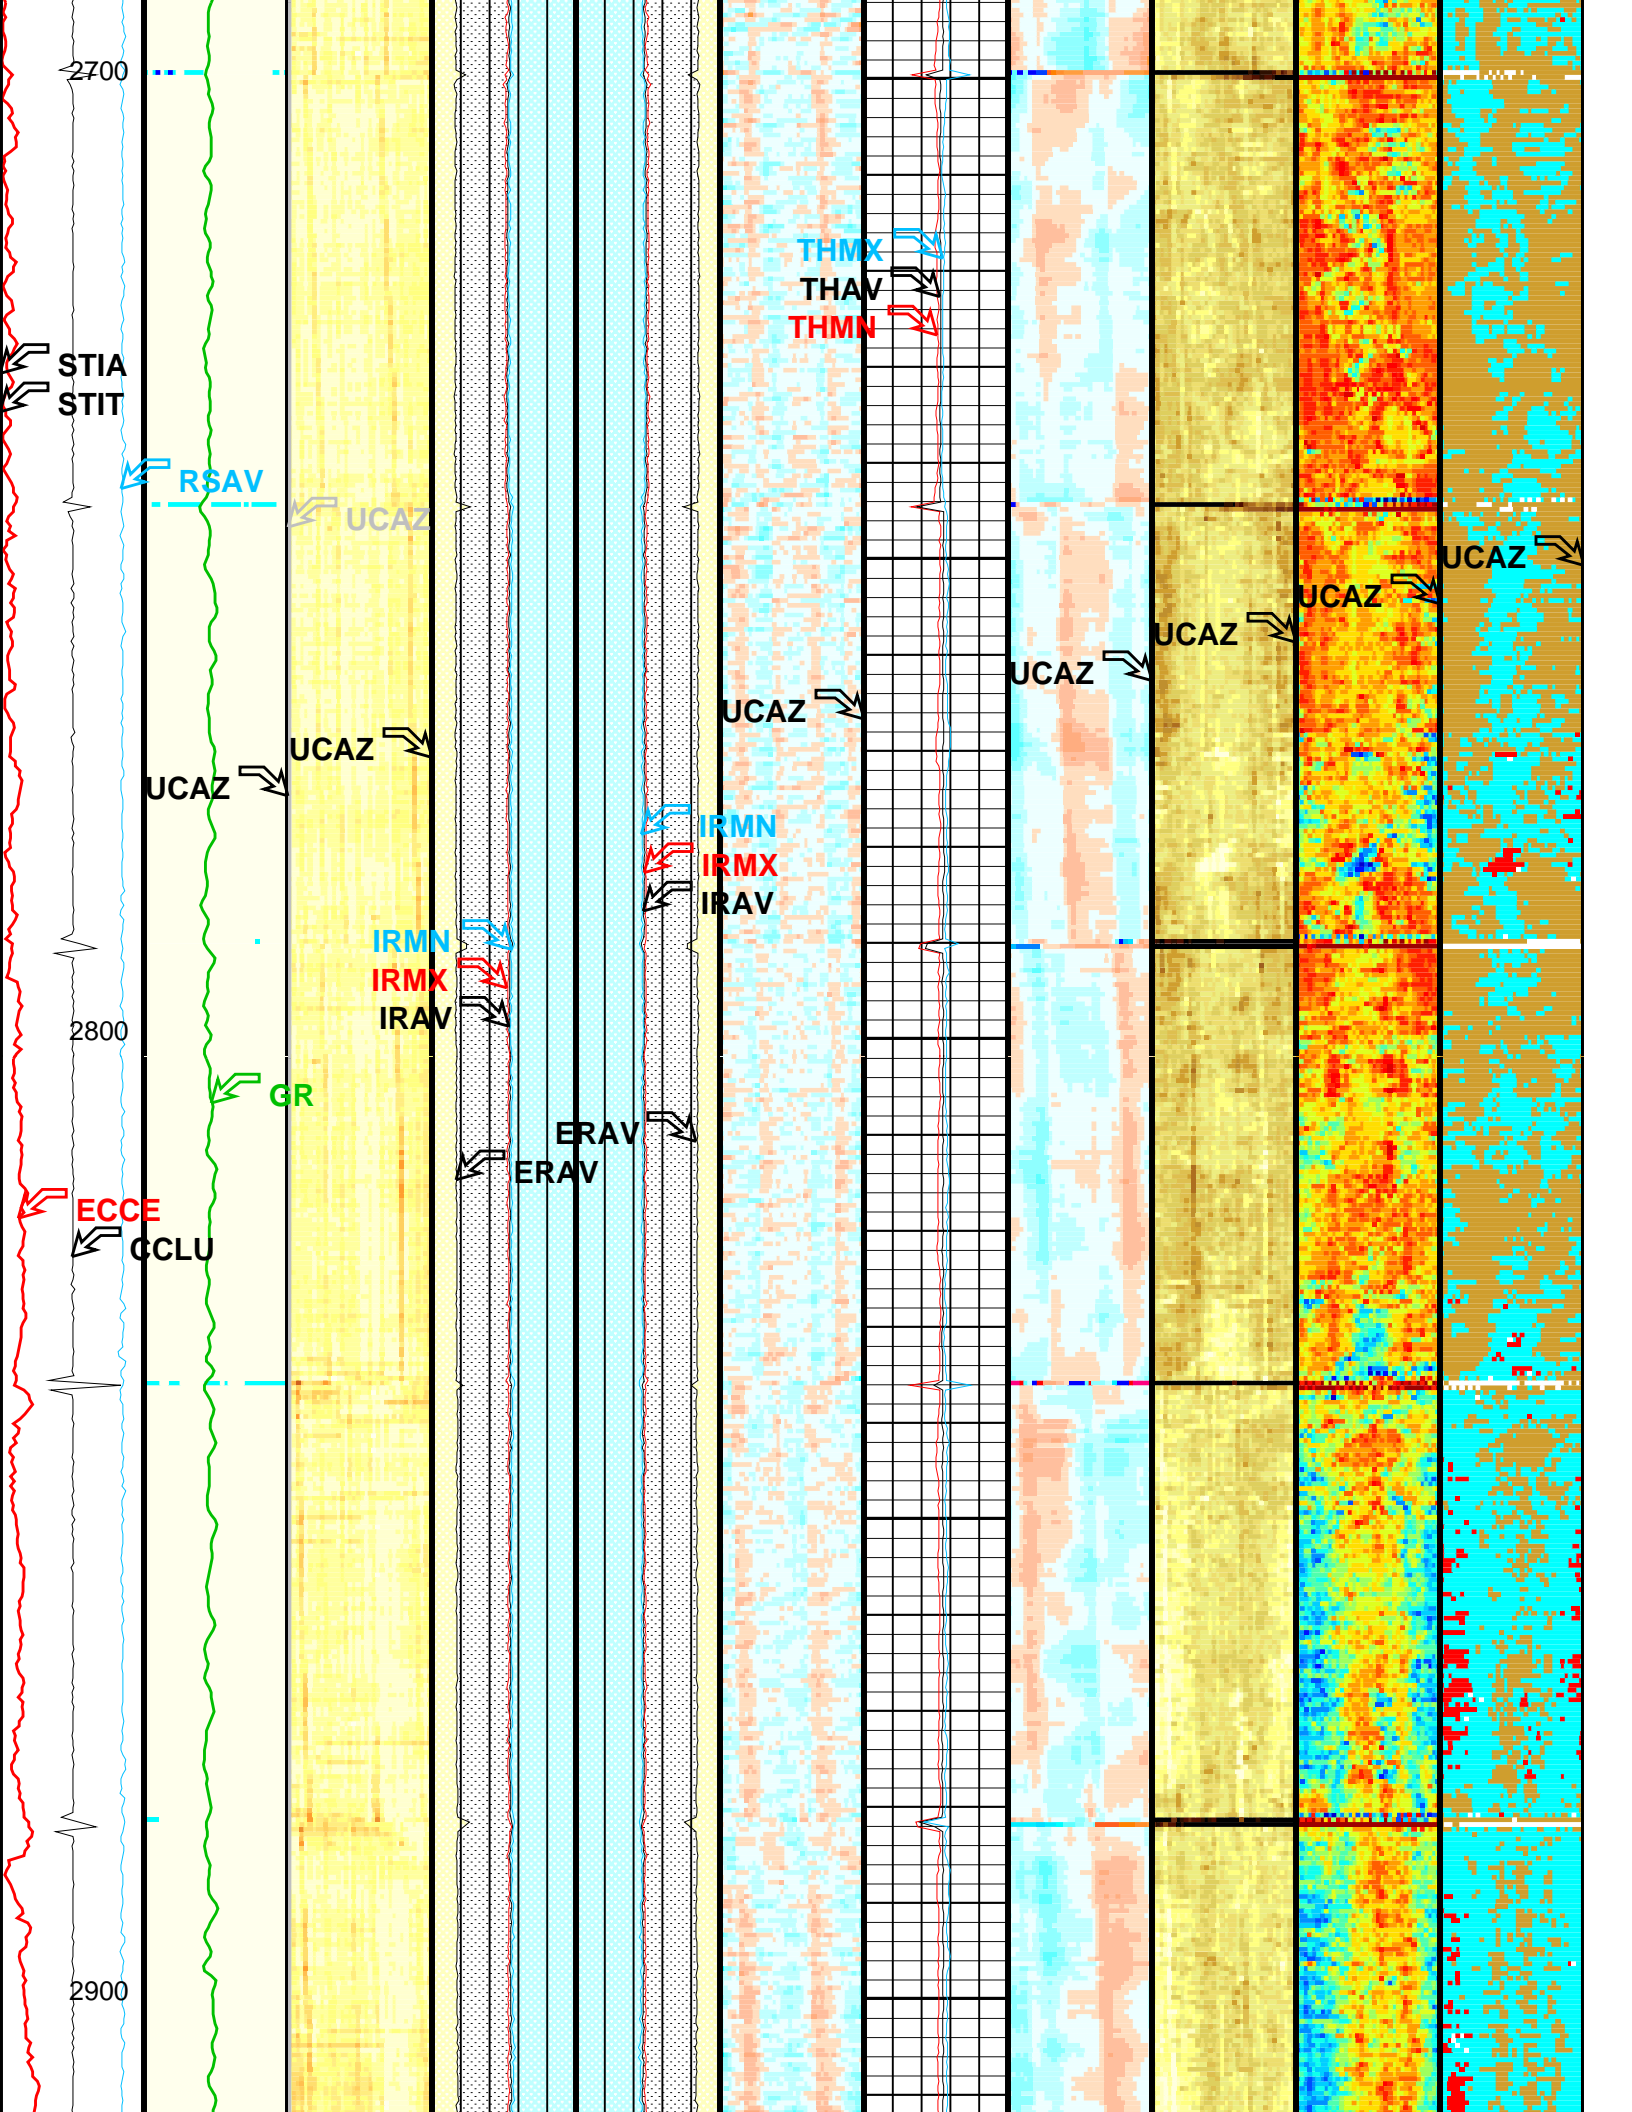 2700
THMX
THAV
THMN
STIA
STIT
RSAV
UCAZ
UCAZ
UCAZ
UCAZ
UCAZ
UCAZ
UCAZ
UCAZ
IRMN
IRMX
IRAV
IRMN
IRMX
IRAV
2800
GR
ERAV
ERAV
ECCE
CCLU
2900